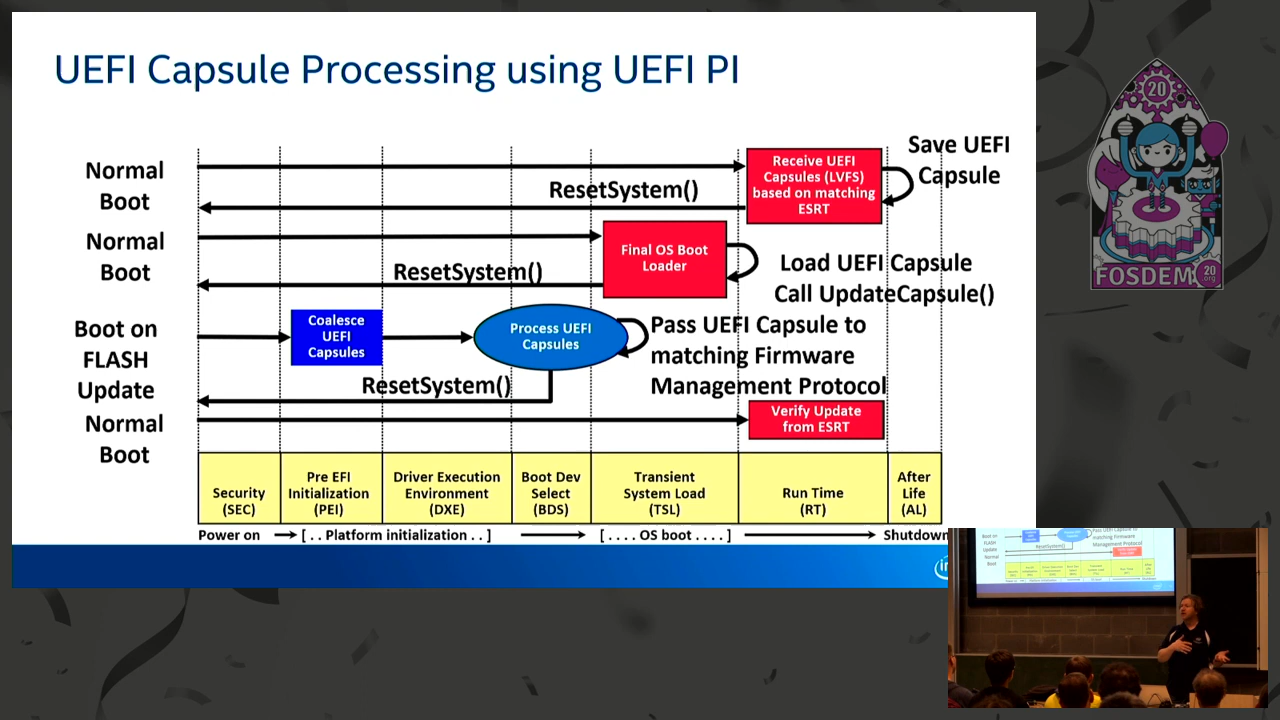 UEFI Capsule Processing using UEFI PI
Normal
Boot
Receive UEFI
Capsules (LVFS)
based on matching
ESRT
Save UEFI
Capsule
ResetSystem()
Normal
Boot
Final OS Boot
Loader
Load UEFI Capsule
Call UpdateCapsule()
ResetSystem()
Boot on
FLASH
Update
Coalesce
UEFI
Capsules
Process UEFI
Capsules
Pass UEFI Capsule to
matching Firmware
Management Protocol
ResetSystem()
Normal
Boot
Verify Update
from ESRT
Security
(SEC)
Pre EFI
Initialization
(PEI)
Driver Execution
Environment
(DXE)
Boot Dev
Select
(BDS)
Transient
System Load
(TSL)
Run Time
(RT)
After
Life
(AL)
Power on
[ . . Platform initialization . . ]
[ . . . . OS boot . . . . ]
Shutdown
20
FOSDEM
20
.org